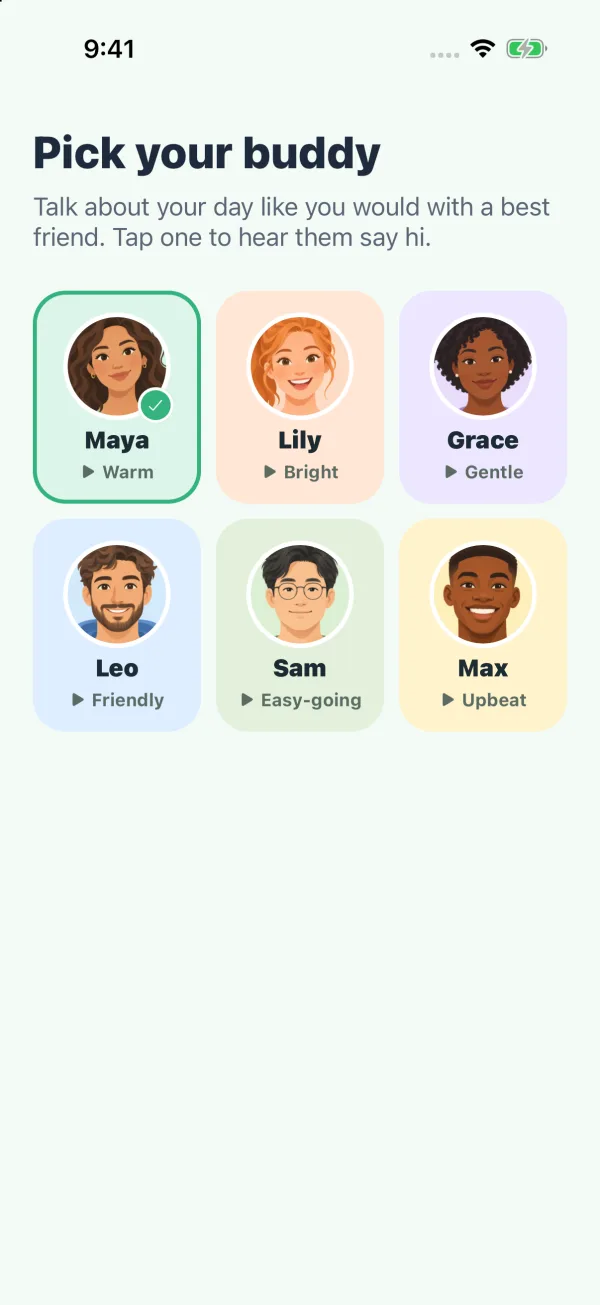 9:41
Pick your buddy
Talk about your day like you would with a best
friend. Tap one to hear them say hi.
Maya
Warm
Lily
Bright
Grace
Gentle
Leo
Friendly
Sam
Easy-going
Max
Upbeat